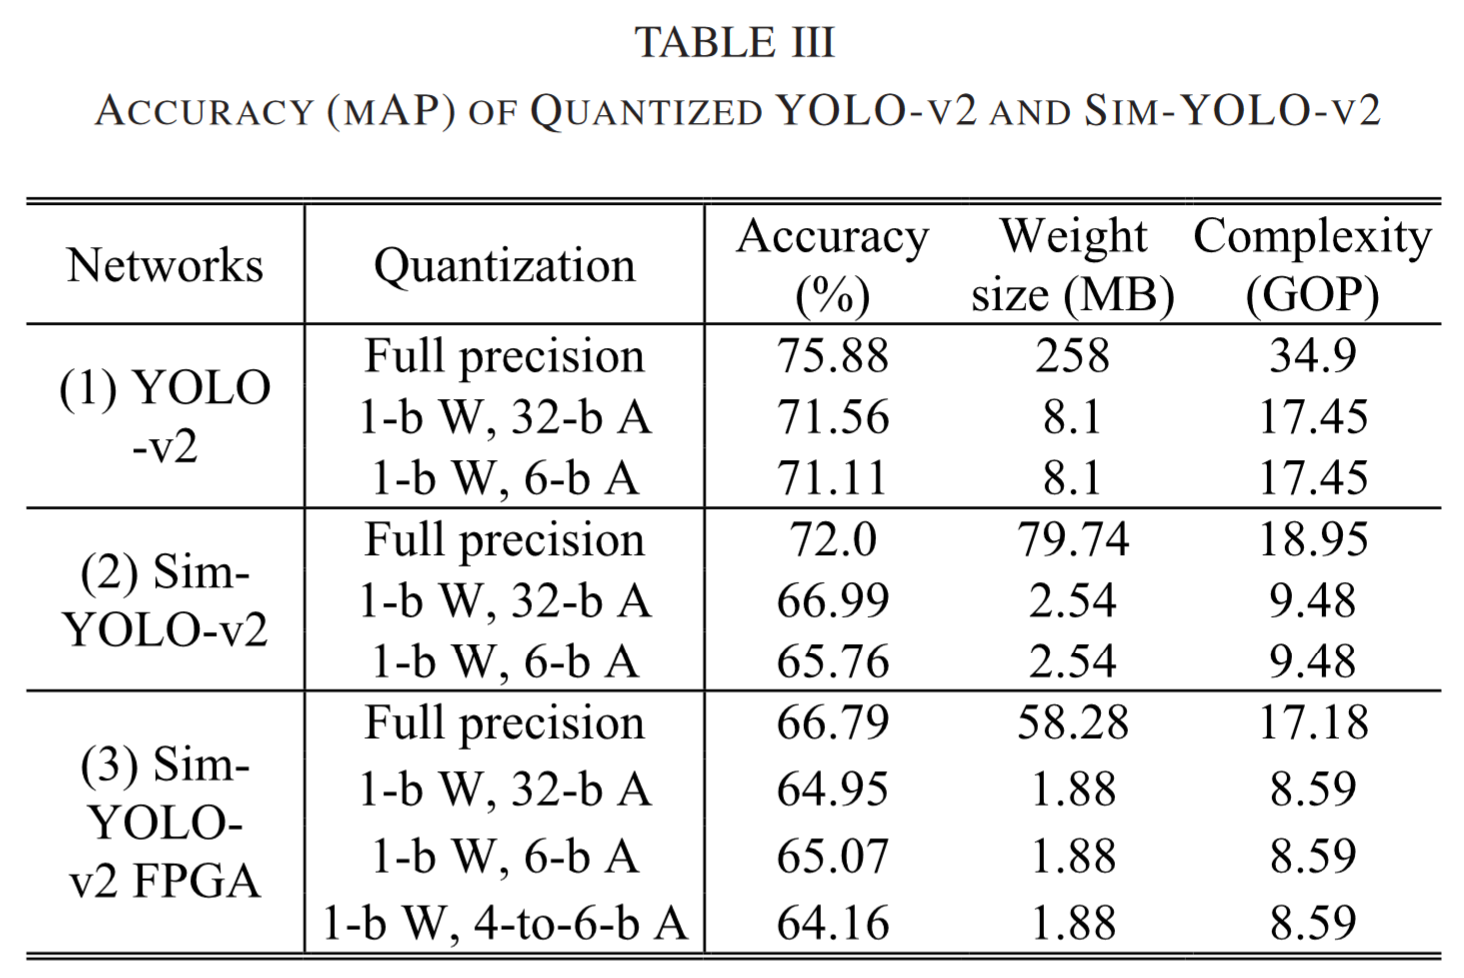 TABLE III
ACCURACY (MAP) OF QUANTIZED YOLO-V2 AND SIM-YOLO-V2
Networks Quantization Accuracy (%) Weight size (MB) Complexity (GOP)
(1) YOLO
-v2
Full precision 75.88 258 34.9
1-b W, 32-b A 71.56 8.1 17.45
1-b W, 6-b A 71.11 8.1 17.45
(2) Sim-
YOLO-v2
Full precision 72.0 79.74 18.95
1-b W, 32-b A 66.99 2.54 9.48
1-b W, 6-b A 65.76 2.54 9.48
(3) Sim-
YOLO-
v2 FPGA
Full precision 66.79 58.28 17.18
1-b W, 32-b A 64.95 1.88 8.59
1-b W, 6-b A 65.07 1.88 8.59
1-b W, 4-to-6-b A 64.16 1.88 8.59